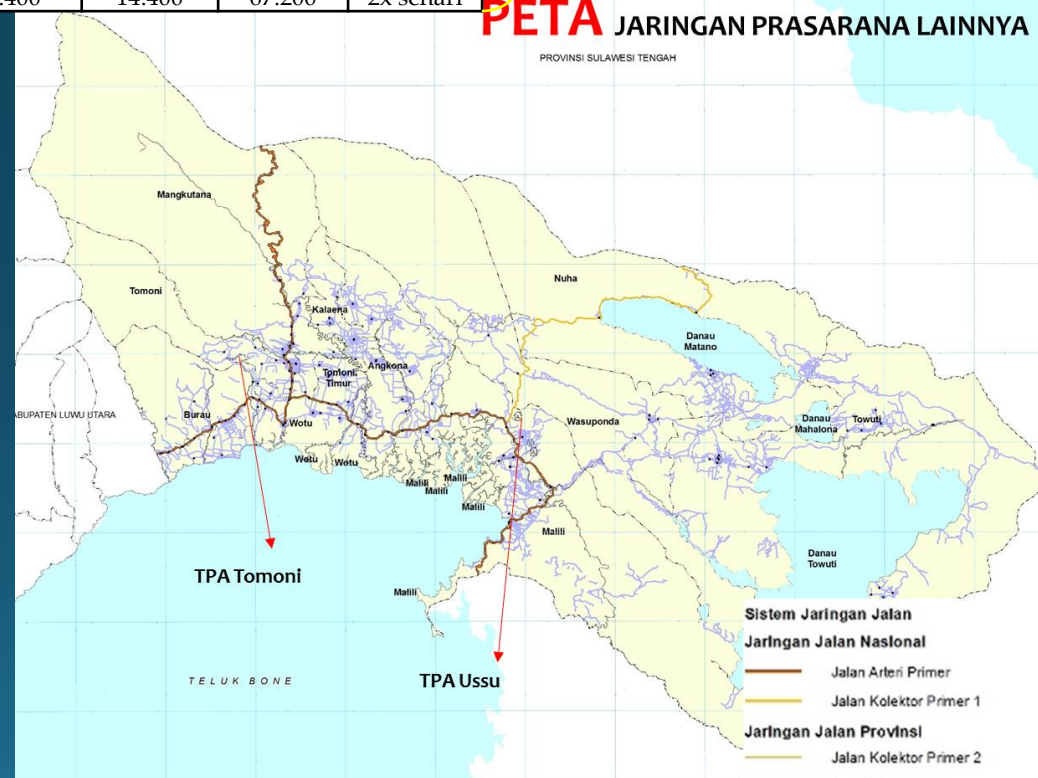 .400 14.400 67.200 2x sehari
PETA JARINGAN PRASARANA LAINNYA
PROVINSI SULAWESI TENGAH
Mangkutana
Nuha
Tomoni
Kalaena
Danau
Matano
Tomoni
Timur
Angkona
ABUPATEN LUWU UTARA
Burau
Wotu
Wasuponda
Danau
Mahalona
Towuti
Wotu
Wotu
Malili
Malili
Malili
Malili
Malili
Danau
Towuti
TPA Tomoni
Malili
TELUK BONE
TPA Ussu
Sistem Jaringan Jalan
Jaringan Jalan Nasional
Jalan Arteri Primer
Jalan Kolektor Primer 1
Jaringan Jalan Provinsi
Jalan Kolektor Primer 2